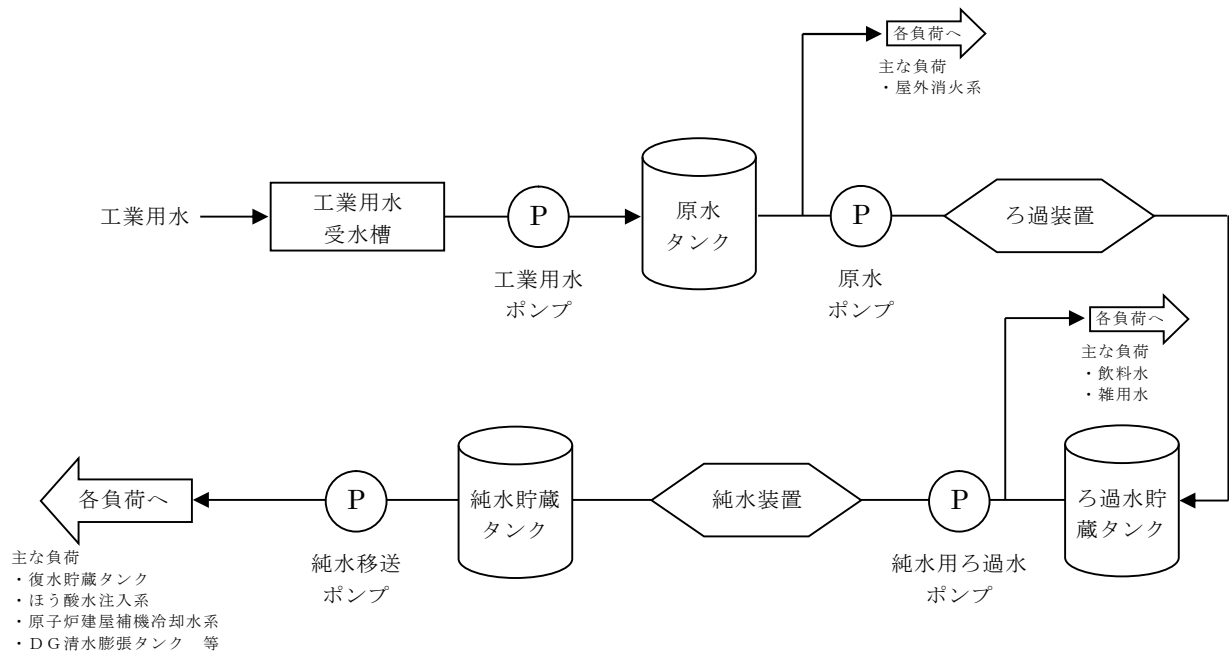 各負荷へ
主な負荷
・屋外消火系
工業用水
工業用水
受水槽
P
工業用水
ポンプ
原水
タンク
P
原水
ポンプ
ろ過装置
各負荷へ
主な負荷
・飲料水
・雑用水
ろ過水貯
蔵タンク
P
純水用ろ過水
ポンプ
純水装置
純水貯蔵
タンク
P
純水移送
ポンプ
各負荷へ
主な負荷
・復水貯蔵タンク
・ほう酸水注入系
・原子炉建屋補機冷却水系
・DG清水膨張タンク　等